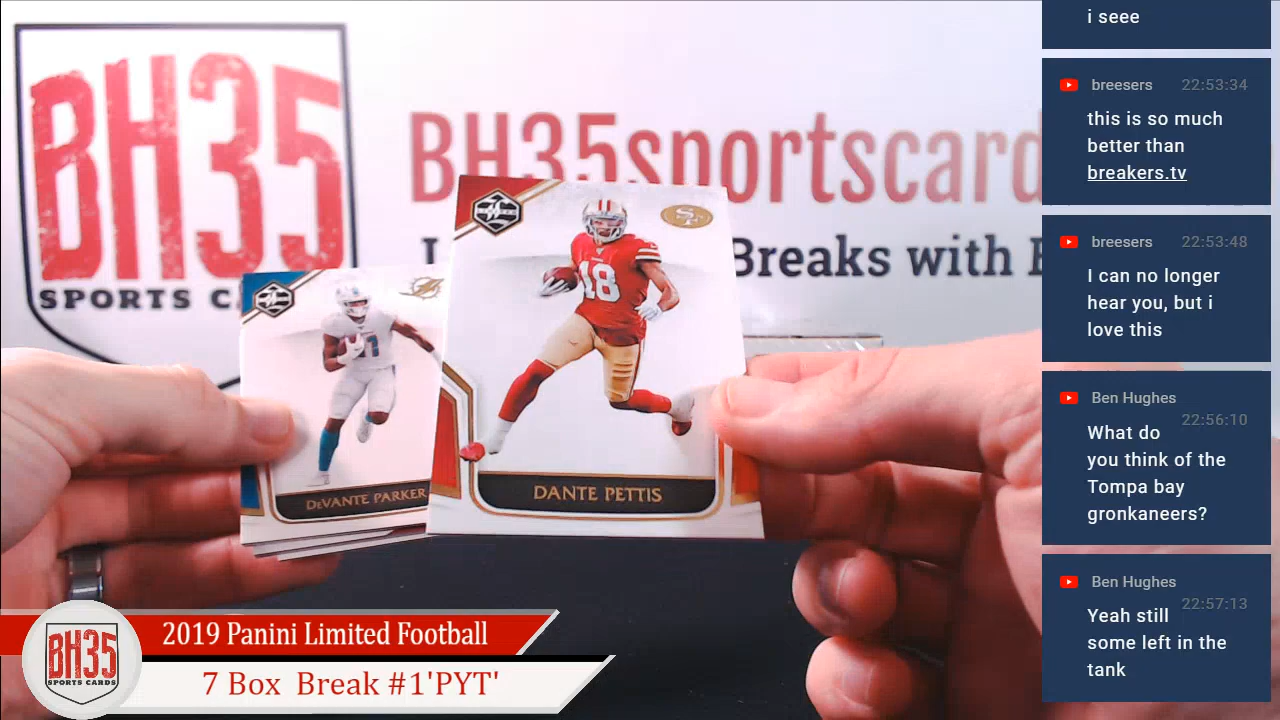 BH35
SPORTS C
BH35sportscard
Breaks with
LIMITED
SF
18
DANTE PETTIS
11
DEVANTE PARKER
2019 Panini Limited Football
7 Box Break #1'PYT'
BH35
SPORTS CARDS
i seee
breesers 22:53:34
this is so much
better than
breakers.tv
breesers 22:53:48
I can no longer
hear you, but i
love this
Ben Hughes
22:56:10
What do
you think of the
Tompa bay
gronkaneers?
Ben Hughes
22:57:13
Yeah still
some left in the
tank